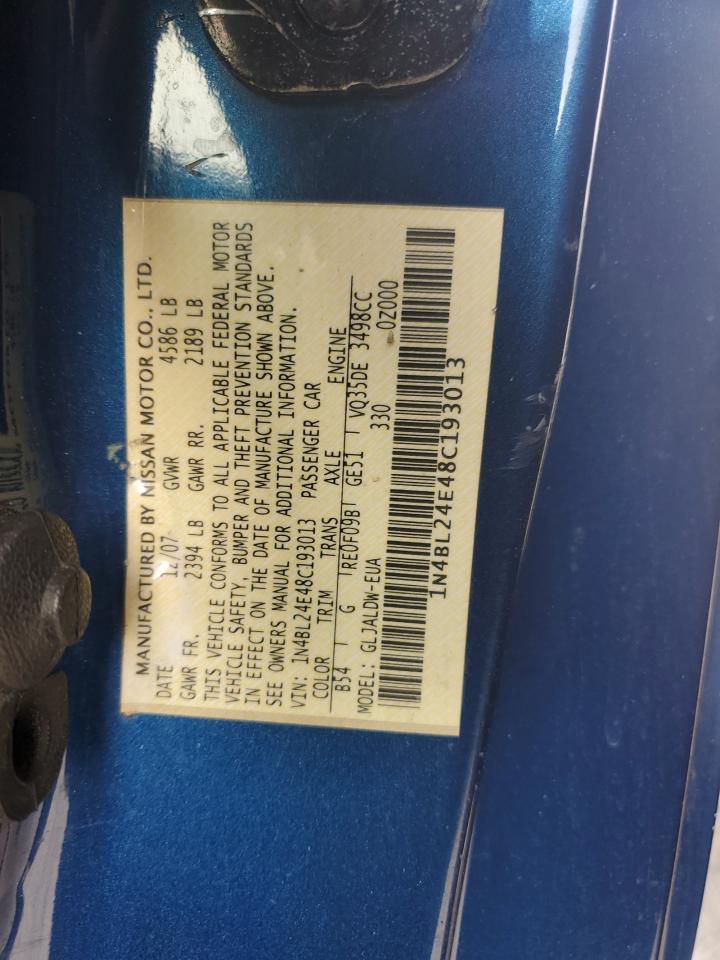 MANUFACTURED BY NISSAN MOTOR CO., LTD.
DATE 12/07 GVWR 4586 LB
GAWR FR. 2394 LB GAWR RR. 2189 LB
THIS VEHICLE CONFORMS TO ALL APPLICABLE FEDERAL MOTOR
VEHICLE SAFETY, BUMPER AND THEFT PREVENTION STANDARDS
IN EFFECT ON THE DATE OF MANUFACTURE SHOWN ABOVE.
SEE OWNERS MANUAL FOR ADDITIONAL INFORMATION.
VIN: 1N4BL24E48C193013 PASSENGER CAR
COLOR TRIM TRANS AXLE ENGINE
B54 G RE0F09B GE51 VQ35DE 3498CC
MODEL: GLJALDW-EUA 330 0Z000
1N4BL24E48C193013